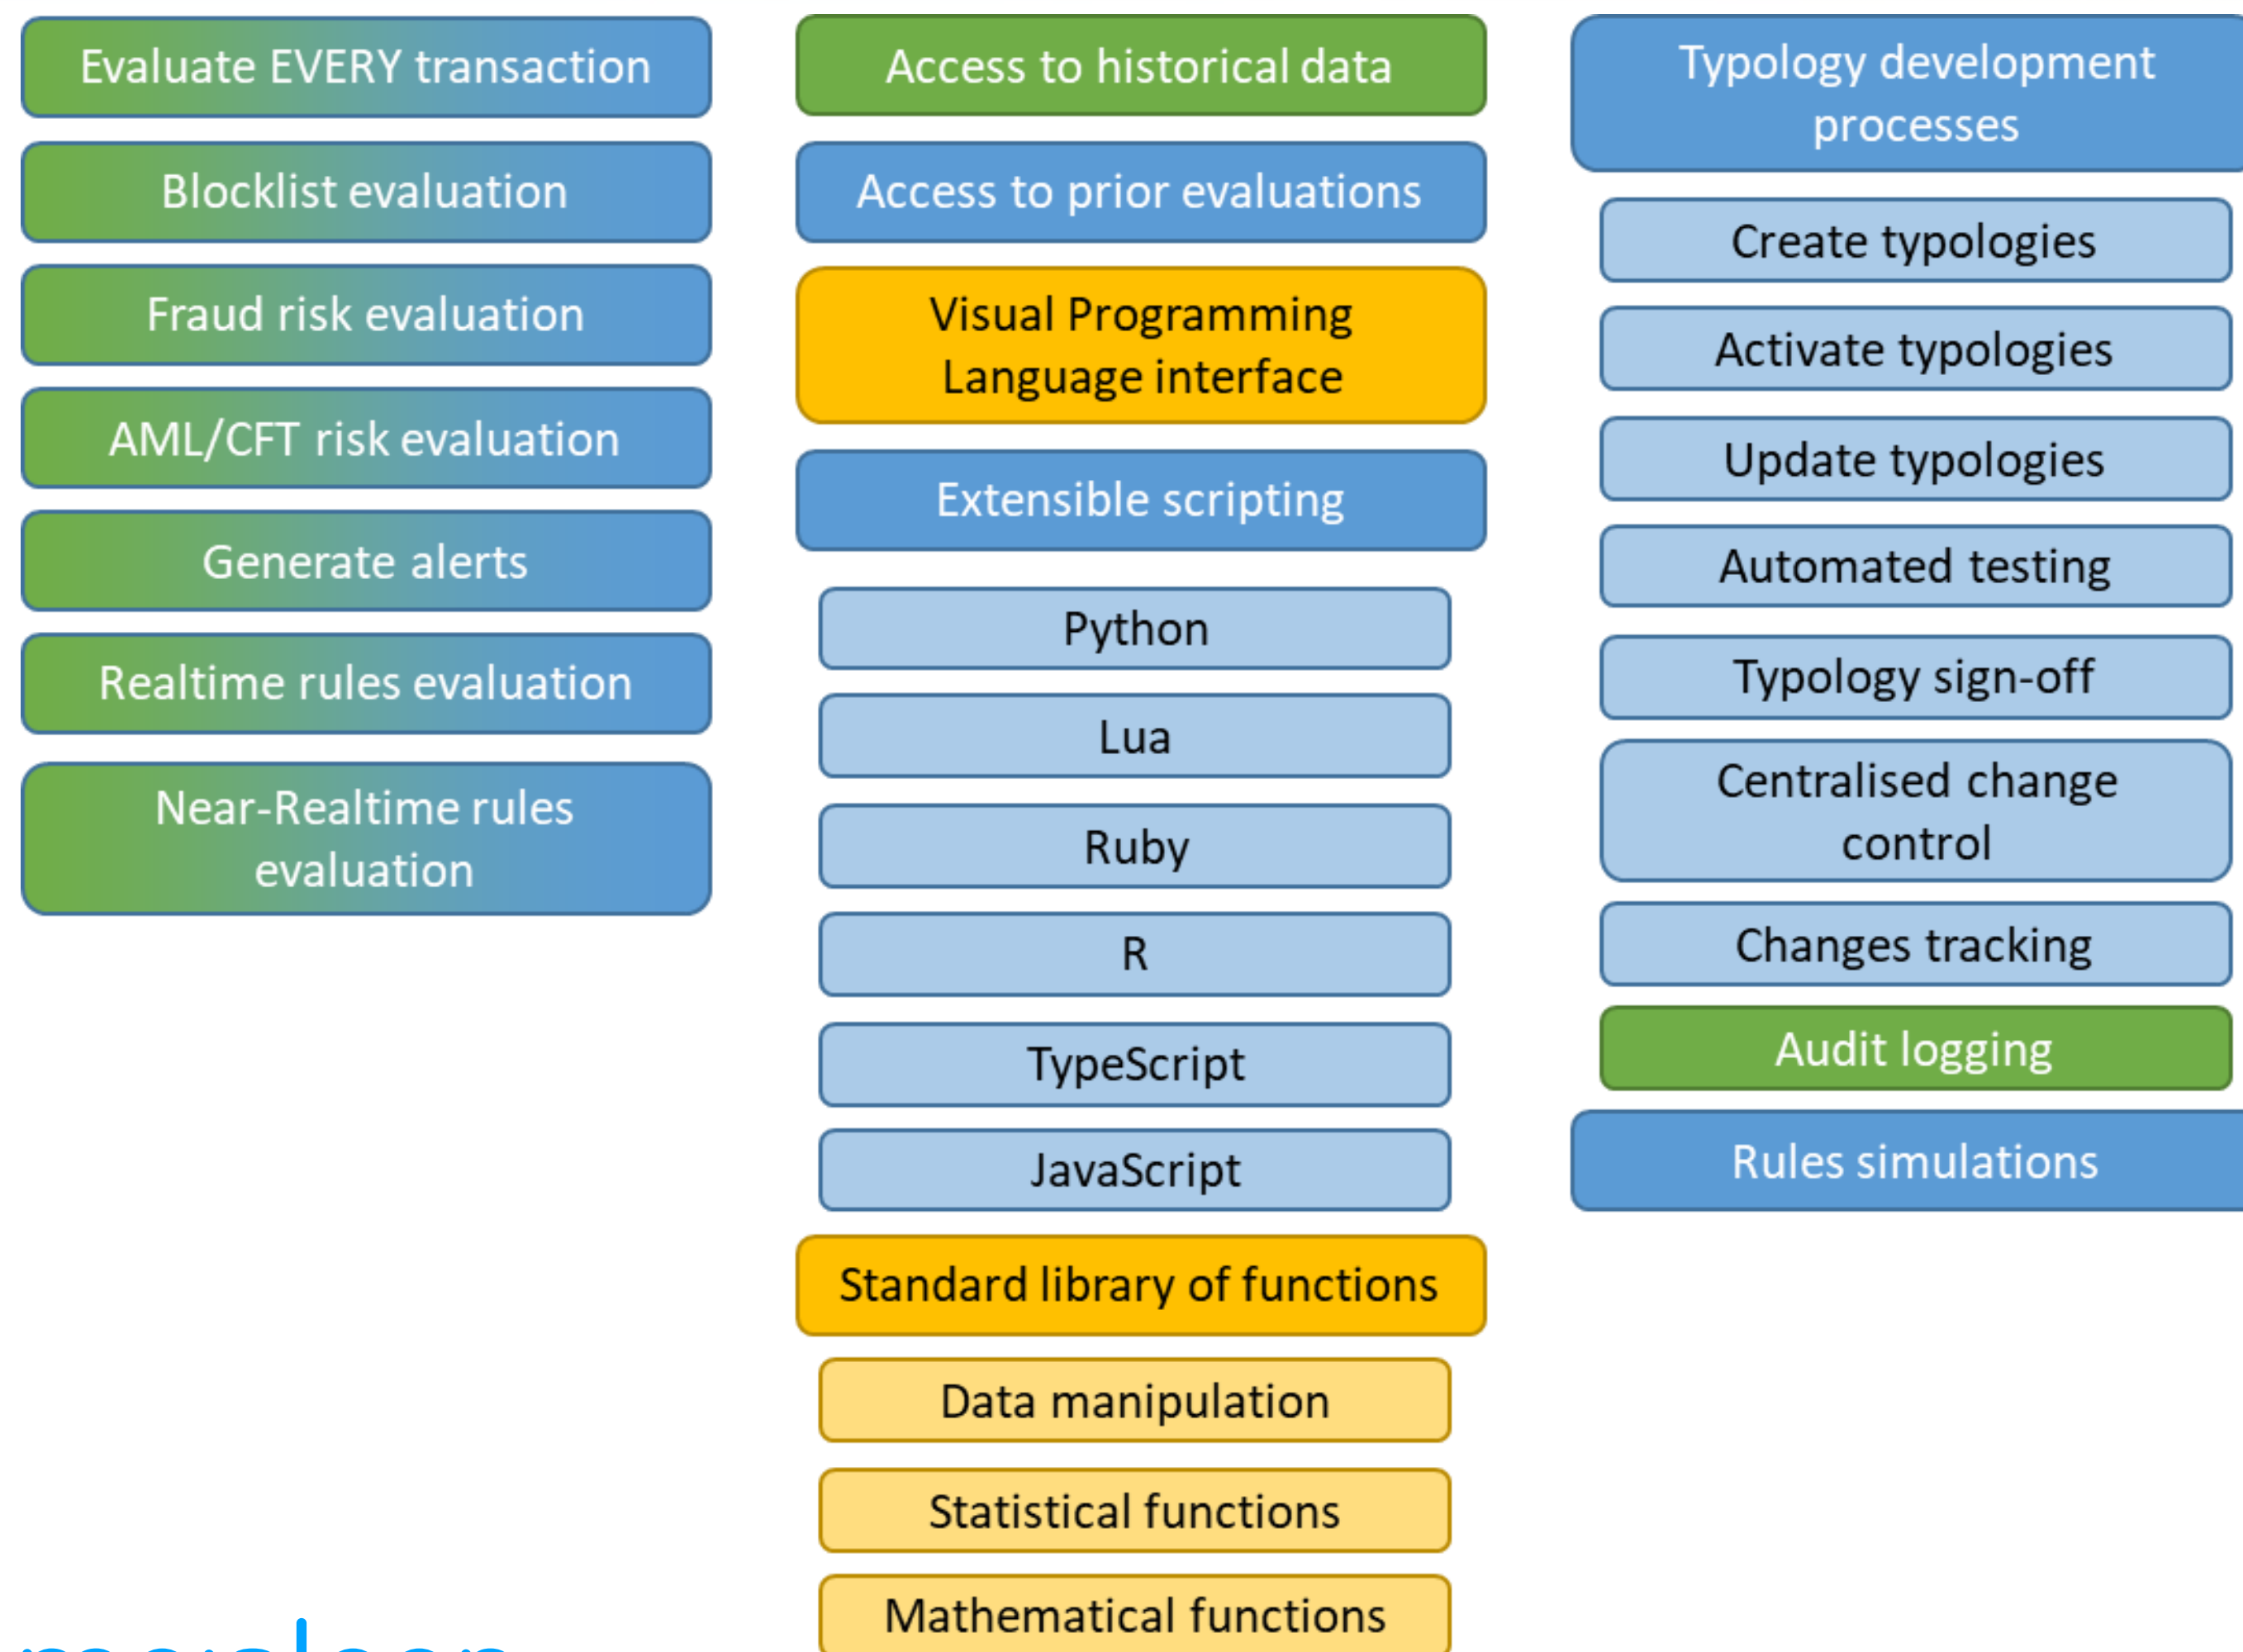 Evaluate EVERY transaction
Blocklist evaluation
Fraud risk evaluation
AML/CFT risk evaluation
Generate alerts
Realtime rules evaluation
Near-Realtime rules
evaluation
Access to historical data
Access to prior evaluations
Visual Programming
Language interface
Extensible scripting
Python
Lua
Ruby
R
TypeScript
JavaScript
Standard library of functions
Data manipulation
Statistical functions
Mathematical functions
Typology development
processes
Create typologies
Activate typologies
Update typologies
Automated testing
Typology sign-off
Centralised change
control
Changes tracking
Audit logging
Rules simulations